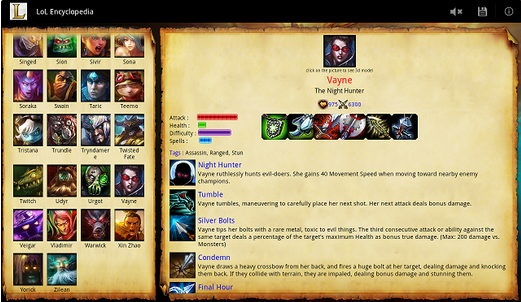 LoL Encyclopedia
Singed
Sion
Sivir
Sona
Soraka
Swain
Taric
Teemo
Tristana
Trundle
Tryndamer
e
Twisted
Fate
Twitch
Udyr
Urgot
Vayne
Veigar
Vladimir
Warwick
Xin Zhao
Yorick
Zilean
click on the picture to see 3d model
Vayne
The Night Hunter
975 6300
Attack :
Health :
Difficulty :
Spells :
Tags : Assassin, Ranged, Stun
Night Hunter
Vayne ruthlessly hunts evil-doers. She gains 40 Movement Speed when moving toward nearby enemy
champions.
Tumble
Vayne tumbles, maneuvering to carefully place her next shot. Her next attack deals bonus damage.
Silver Bolts
Vayne tips her bolts with a rare metal, toxic to evil things. The third consecutive attack or ability against the
same target deals a percentage of the target's maximum Health as bonus true damage. (Max: 200 damage vs.
Monsters)
Condemn
Vayne draws a heavy crossbow from her back, and fires a huge bolt at her target, dealing damage and knocking
them back. If they collide with terrain, they are impaled, dealing bonus damage and stunning them.
Final Hour